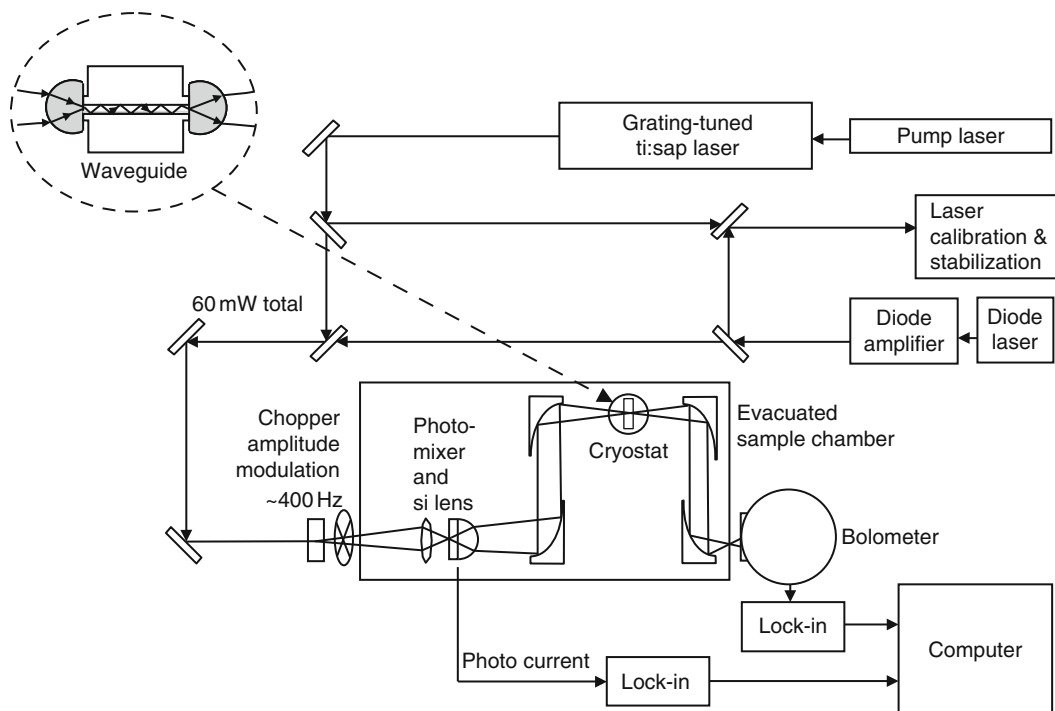 Waveguide
Grating-tuned
ti:sap laser
Pump laser
Laser
calibration &
stabilization
60 mW total
Diode
amplifier
Diode
laser
Chopper
amplitude
modulation
~400 Hz
Photo-
mixer
and
si lens
Cryostat
Evacuated
sample chamber
Bolometer
Lock-in
Computer
Photo current
Lock-in